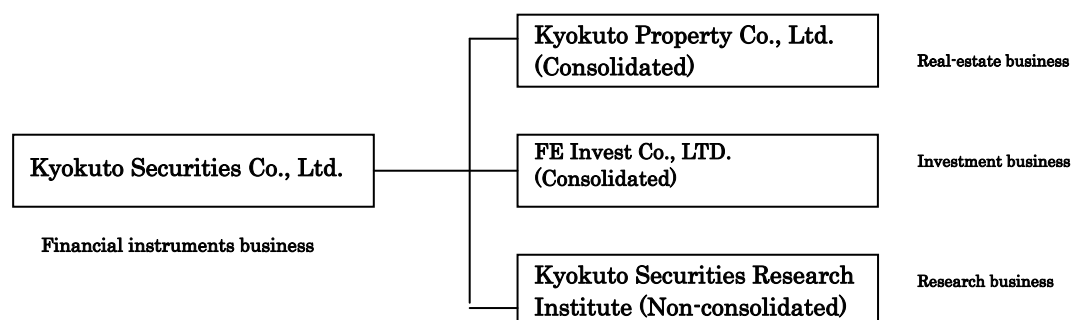 Kyokuto Property Co., Ltd.
(Consolidated)
Real-estate business
Kyokuto Securities Co., Ltd.
Financial instruments business
FE Invest Co., LTD.
(Consolidated)
Investment business
Kyokuto Securities Research
Institute (Non-consolidated)
Research business